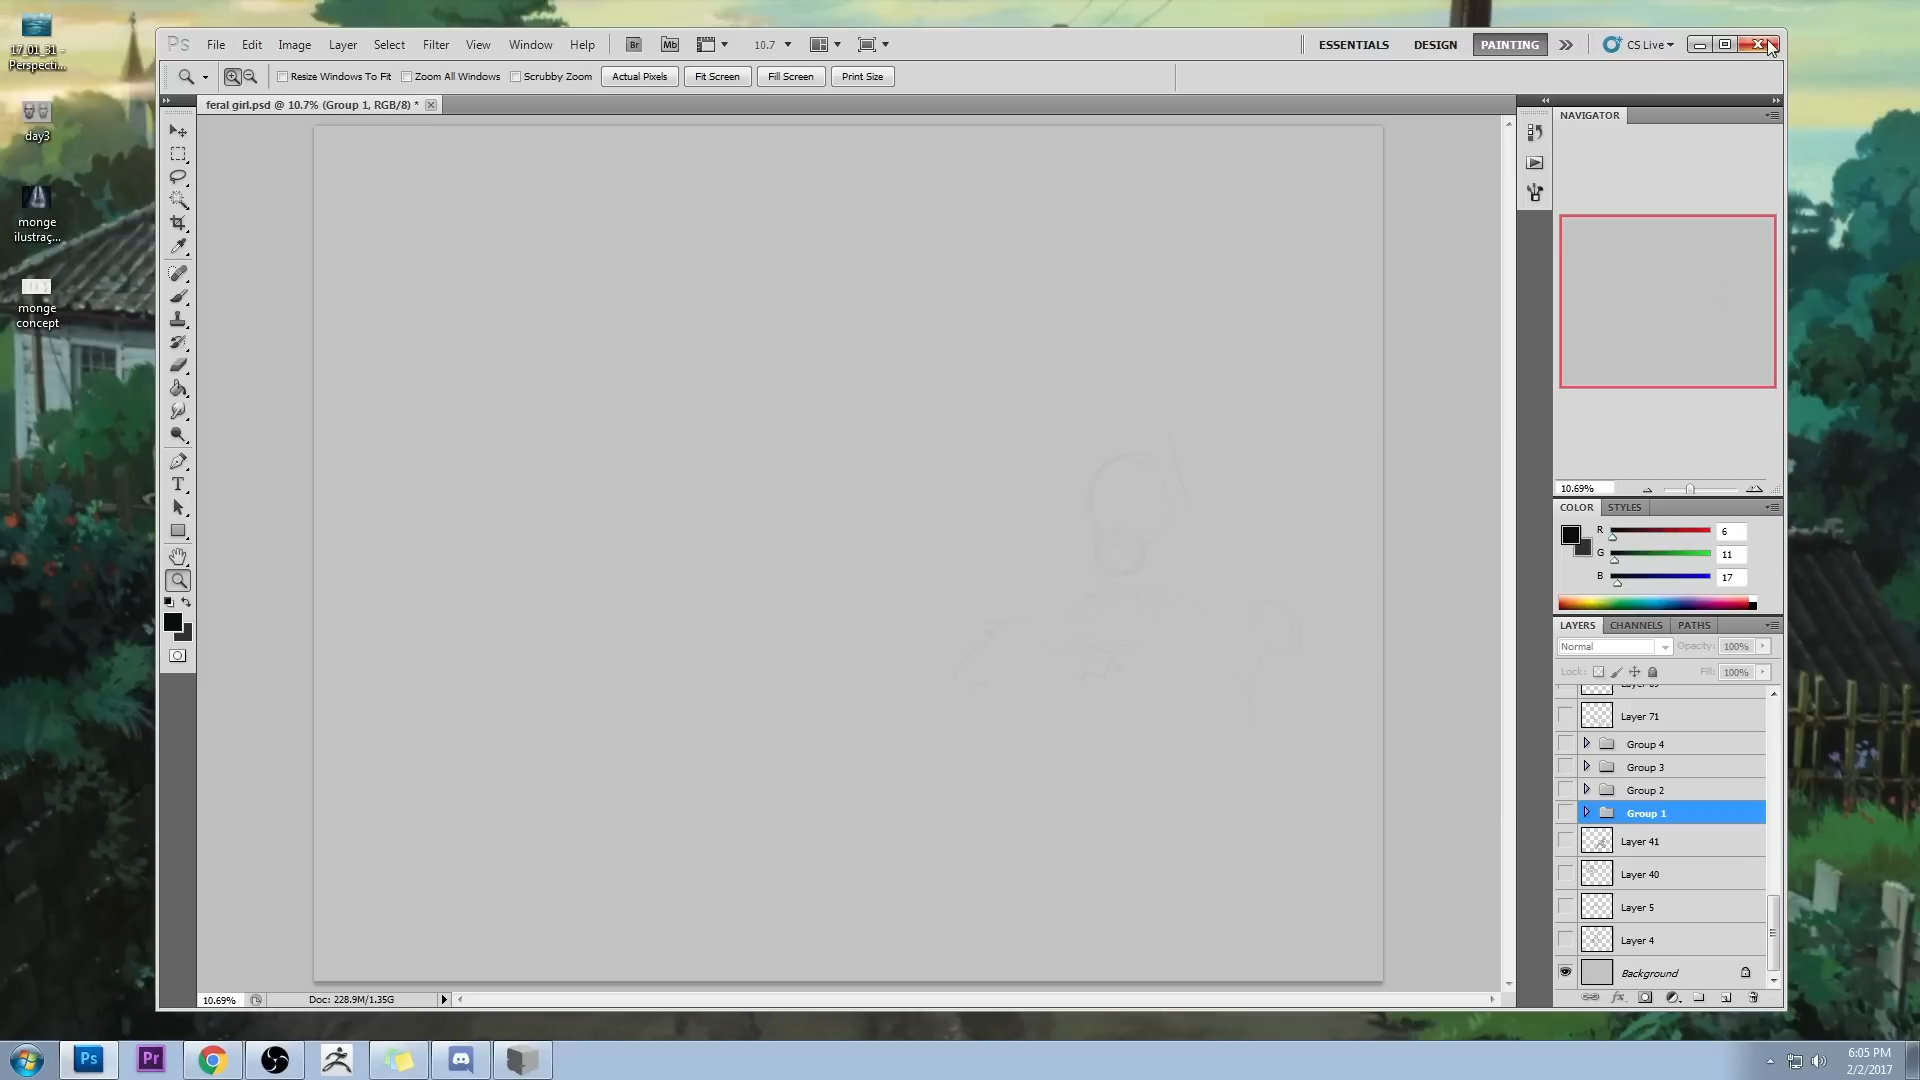 17_01_31 -
Perspecti...
day3
monge
ilustraç...
monge
concept
Ps File Edit Image Layer Select Filter View Window Help Br Mb 10.7 ESSENTIALS DESIGN PAINTING CS Live
Resize Windows To Fit Zoom All Windows Scrubby Zoom Actual Pixels Fit Screen Fill Screen Print Size
feral girl.psd @ 10.7% (Group 1, RGB/8) *
NAVIGATOR
10.69%
COLOR STYLES
R 6
G 11
B 17
LAYERS CHANNELS PATHS
Normal Opacity: 100%
Lock: Fill: 100%
Layer 71
Group 4
Group 3
Group 2
Group 1
Layer 41
Layer 40
Layer 5
Layer 4
Background
fx
10.69% Doc: 228.9M/1.35G
Ps Pr
6:05 PM
2/2/2017